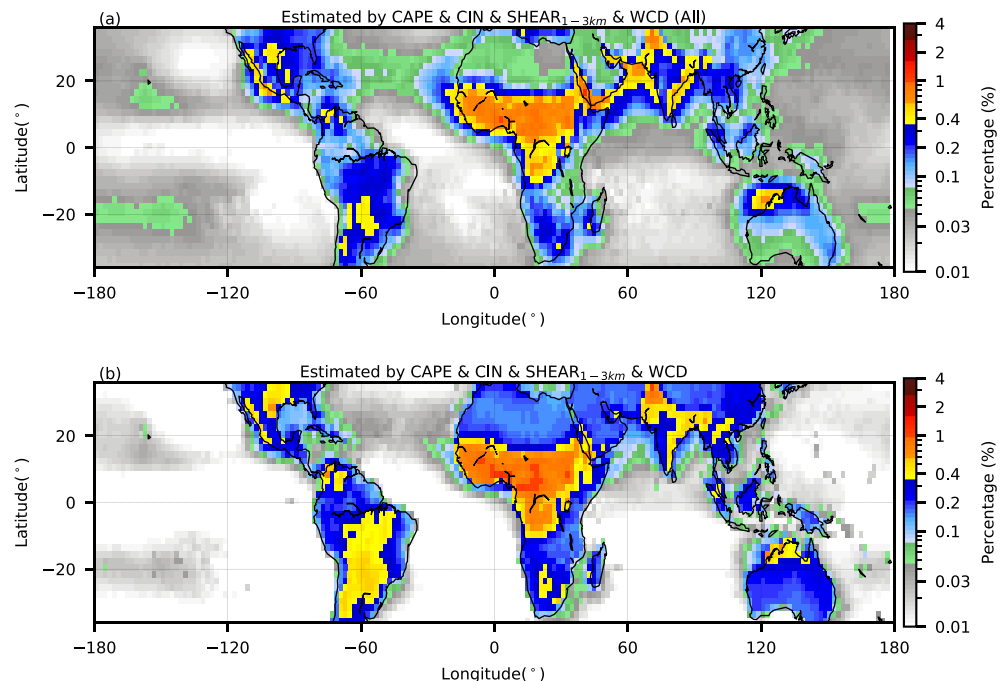 (a) Estimated by CAPE & CIN & SHEAR₁₋₃ₖₘ & WCD (All)
Latitude(°)
20
0
−20
−180 −120 −60 0 60 120 180
Longitude(°)
4
2
1
0.4
0.2
0.1
0.03
0.01
Percentage (%)
(b) Estimated by CAPE & CIN & SHEAR₁₋₃ₖₘ & WCD
Latitude(°)
20
0
−20
−180 −120 −60 0 60 120 180
Longitude(°)
4
2
1
0.4
0.2
0.1
0.03
0.01
Percentage (%)